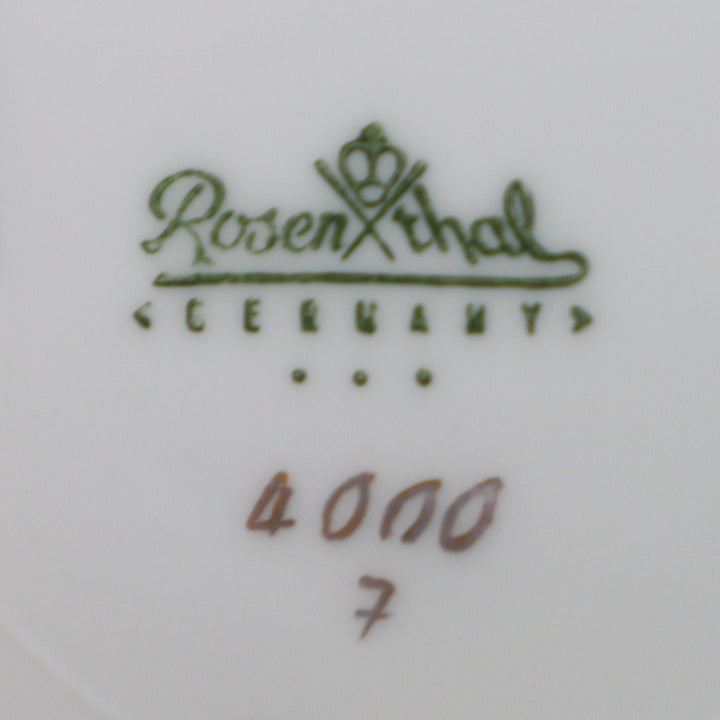 Rosenthal
< GERMANY >
...
4000
7